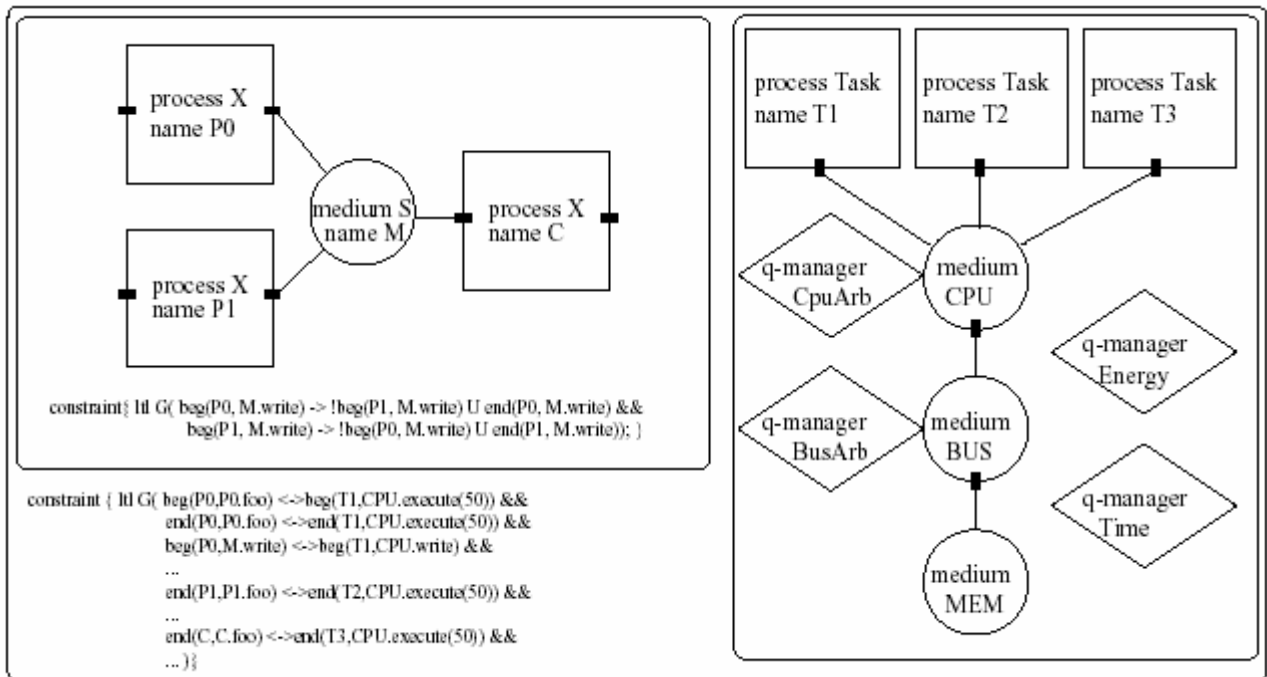 process X
name P0
medium S
name M
process X
name C
process X
name P1
constraint{ ltl G( beg(P0, M.write) -> !beg(P1, M.write) U end(P0, M.write) &&
beg(P1, M.write) -> !beg(P0, M.write) U end(P1, M.write)); }
constraint { ltl G( beg(P0,P0.foo) <->beg(T1,CPU.execute(50)) &&
end(P0,P0.foo) <->end(T1,CPU.execute(50)) &&
beg(P0,M.write) <->beg(T1,CPU.write) &&
...
end(P1,P1.foo) <->end(T2,CPU.execute(50)) &&
...
end(C,C.foo) <->end(T3,CPU.execute(50)) &&
... )}
process Task
name T1
process Task
name T2
process Task
name T3
q-manager
CpuArb
medium
CPU
q-manager
Energy
q-manager
BusArb
medium
BUS
q-manager
Time
medium
MEM